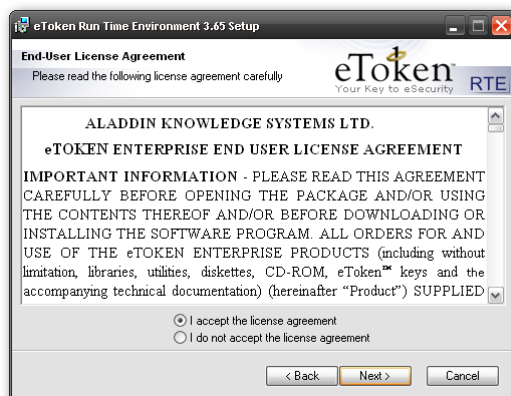 eToken Run Time Environment 3.65 Setup
End-User License Agreement
Please read the following license agreement carefully
eToken™
Your Key to eSecurity
RTE
ALADDIN KNOWLEDGE SYSTEMS LTD.
eTOKEN ENTERPRISE END USER LICENSE AGREEMENT
IMPORTANT INFORMATION - PLEASE READ THIS AGREEMENT
CAREFULLY BEFORE OPENING THE PACKAGE AND/OR USING
THE CONTENTS THEREOF AND/OR BEFORE DOWNLOADING OR
INSTALLING THE SOFTWARE PROGRAM. ALL ORDERS FOR AND
USE OF THE eTOKEN ENTERPRISE PRODUCTS (including without
limitation, libraries, utilities, diskettes, CD-ROM, eToken™ keys and the
accompanying technical documentation) (hereinafter “Product”) SUPPLIED
I accept the license agreement
I do not accept the license agreement
< Back Next > Cancel